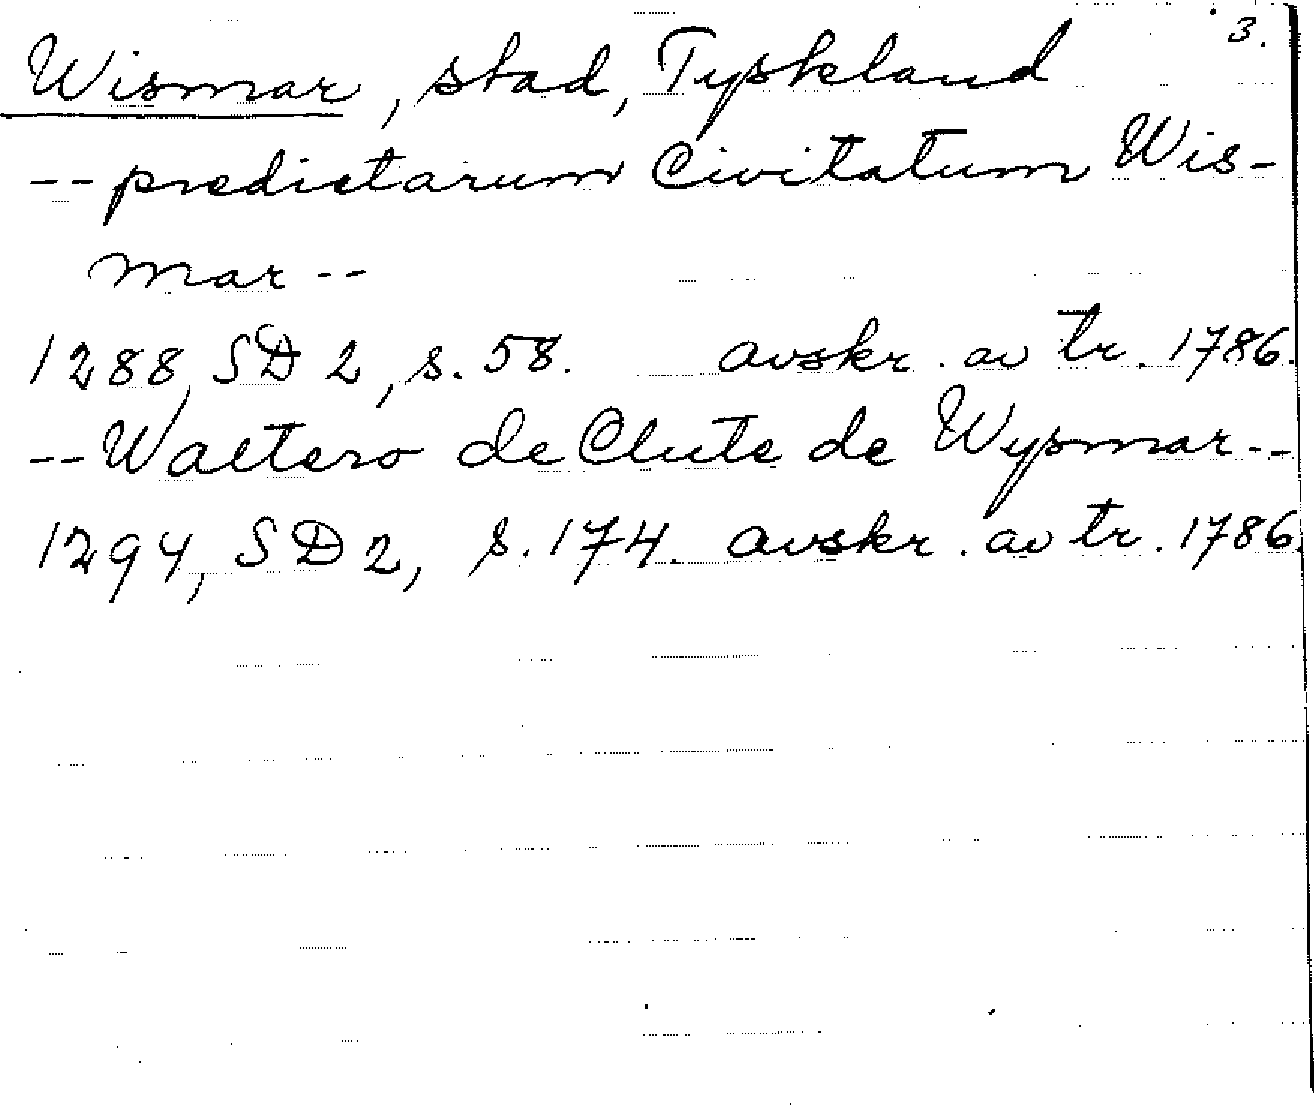 3.
Wismar, stad, Tyskland
-- predictarum Civitatum Wis-
mar --
1288, SD 2, s. 58. avskr. av tr. 1786.
-- Waltero de Clute de Wysmar --
1294, SD 2, s. 174. avskr. av tr. 1786.